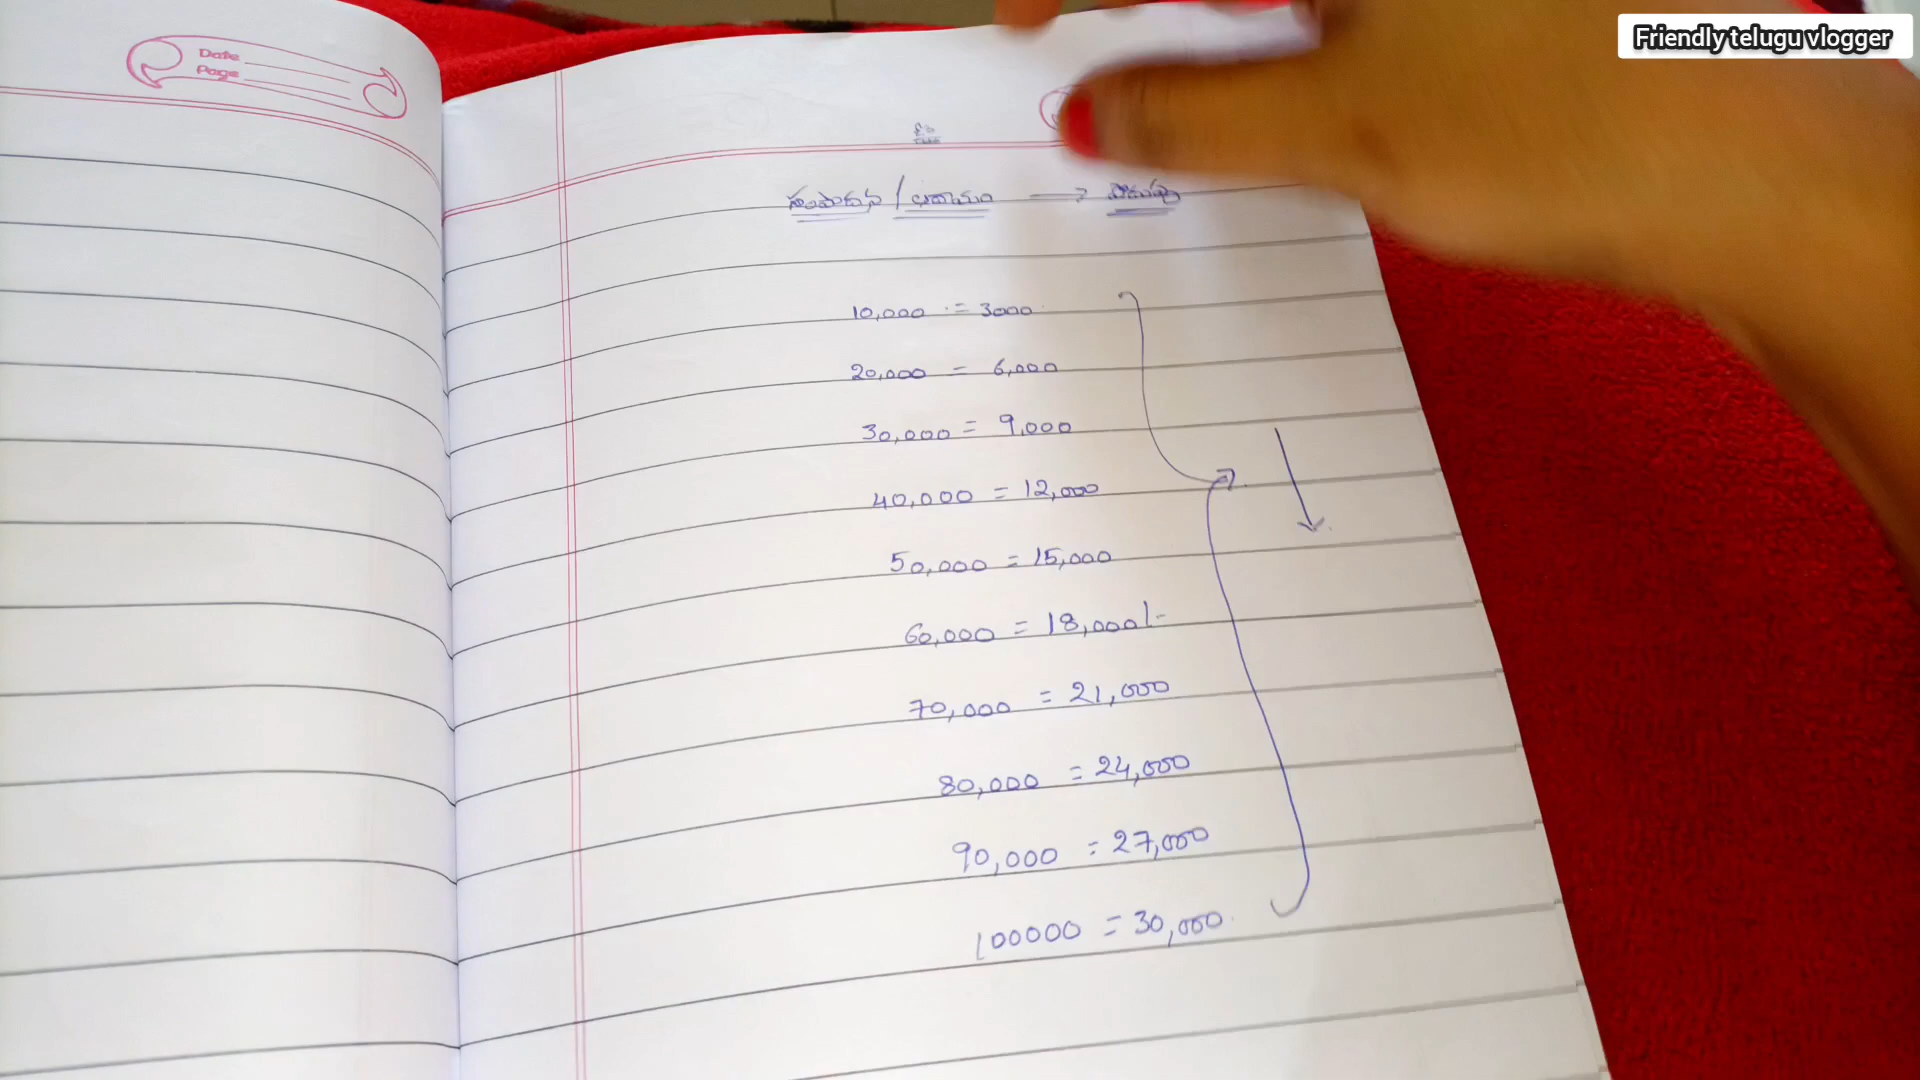 Friendly telugu vlogger
Date
Page
సంపాదన / ఆదాయం → పొదుపు
10,000 = 3000
20,000 = 6,000
30,000 = 9,000
40,000 = 12,000
50,000 = 15,000
60,000 = 18,000/-
70,000 = 21,000
80,000 = 24,000
90,000 = 27,000
100000 = 30,000